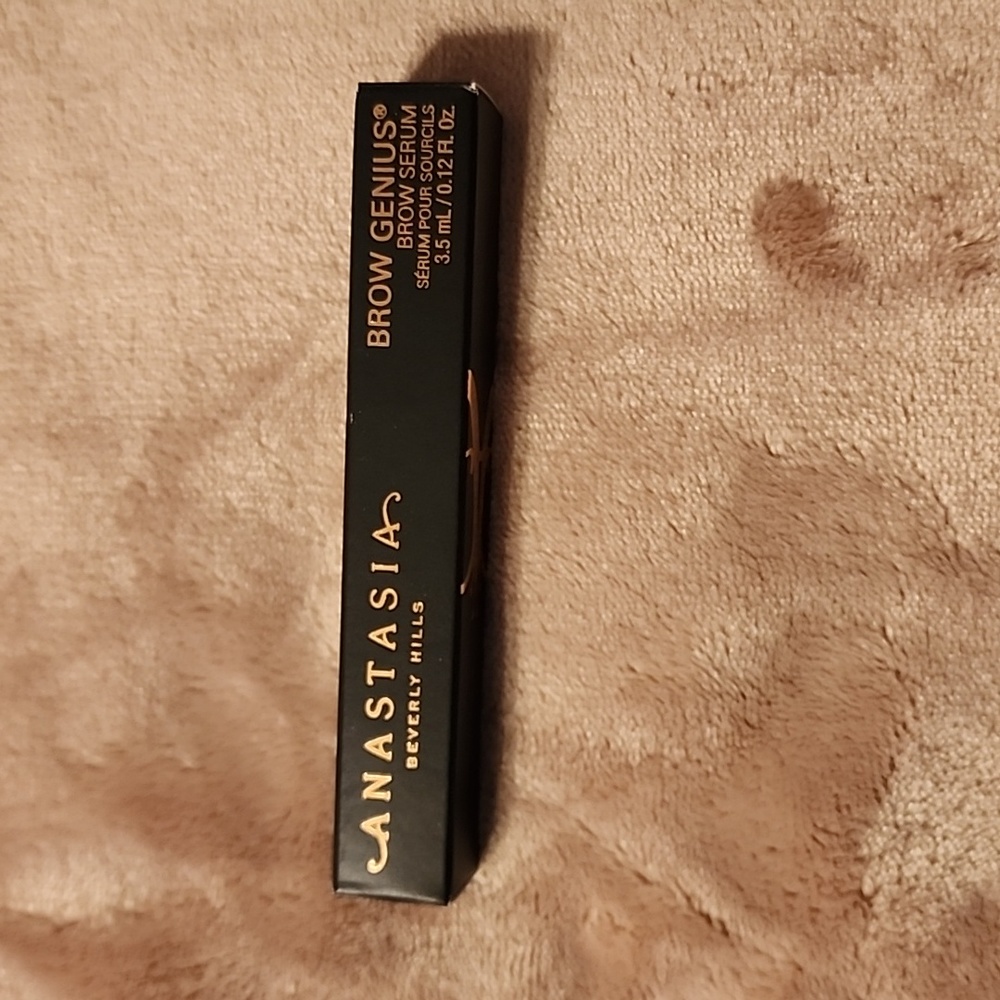 ANASTASIA
BEVERLY HILLS
BROW GENIUS®
BROW SERUM
SÉRUM POUR SOURCILS
3.5 mL / 0.12 Fl. Oz.